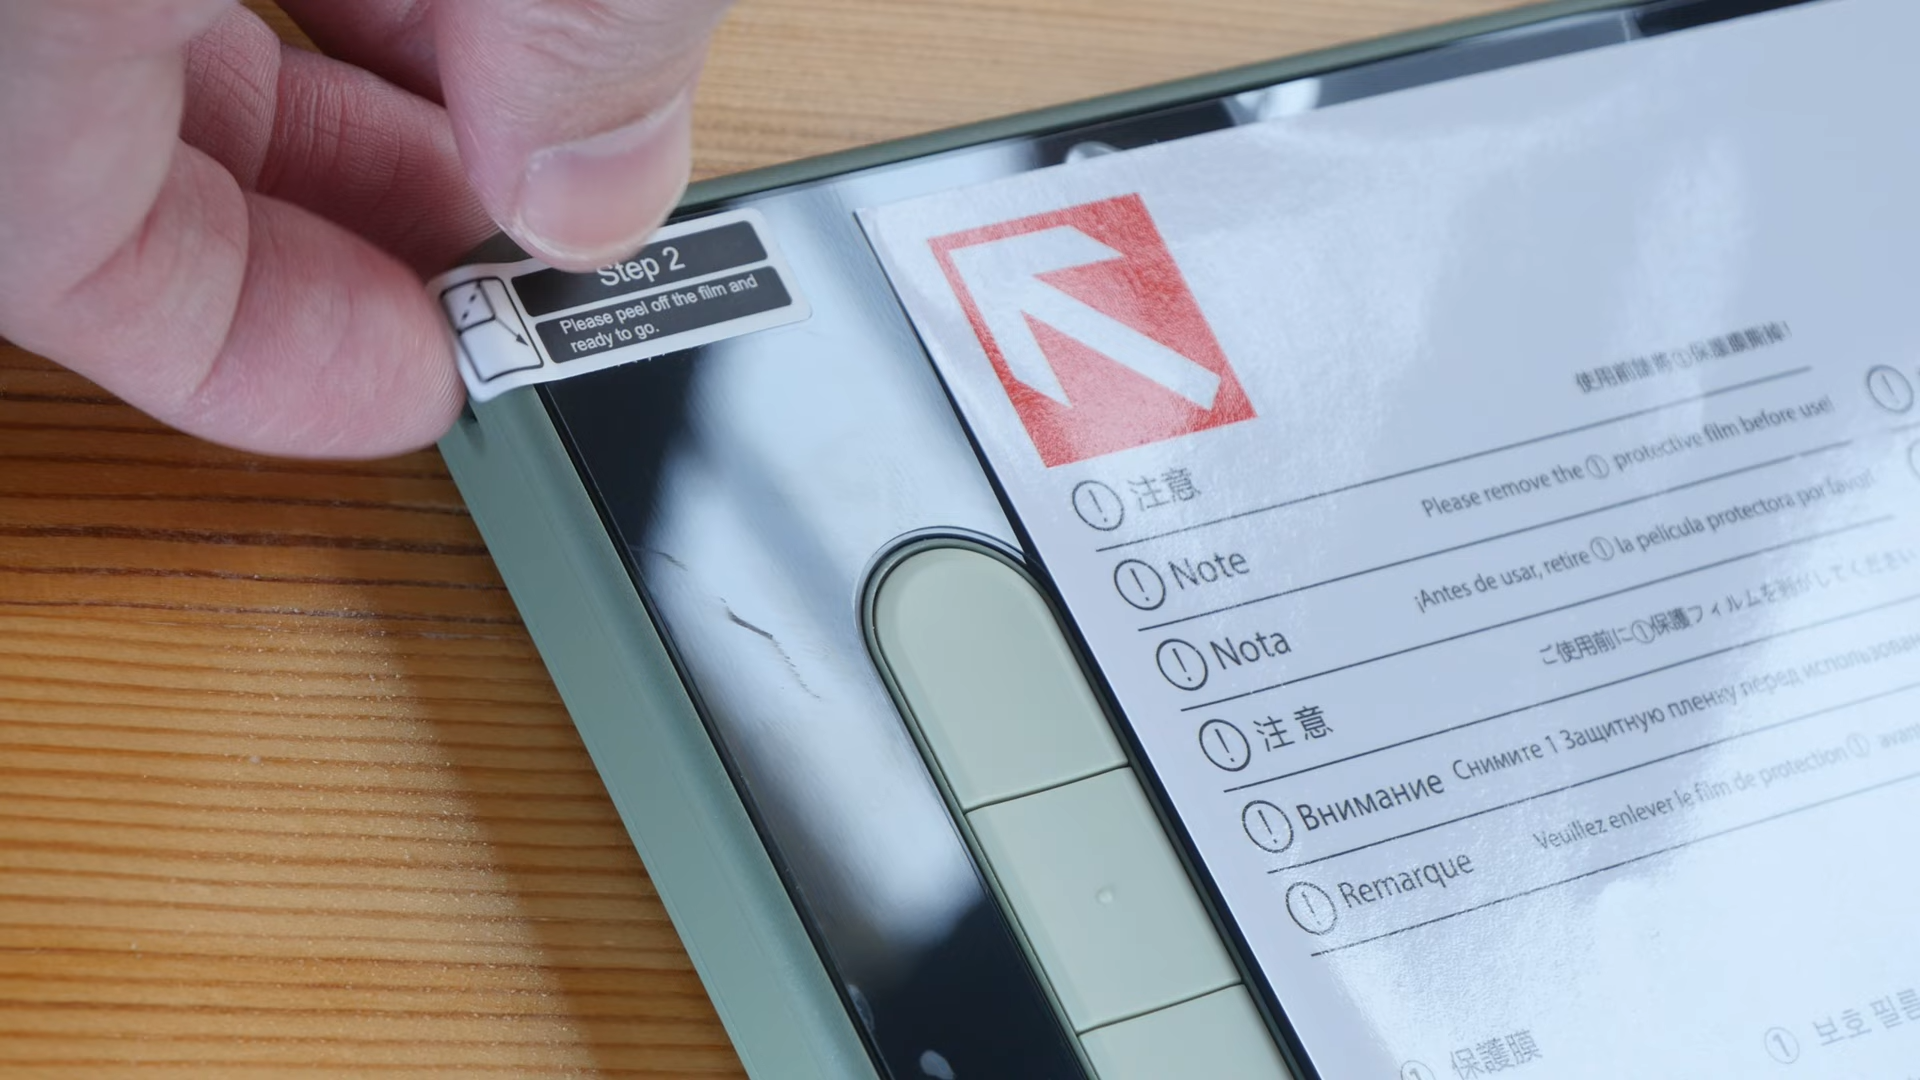 Step 2
Please peel off the film and
ready to go.
注意 使用前請將①保護膜撕掉!
Note Please remove the ① protective film before use!
Nota ¡Antes de usar, retire ① la película protectora por favor!
注意 ご使用前に①保護フィルムを剥がしてください
Внимание Снимите 1 Защитную пленку перед
Remarque Veuillez enlever le film de protection ①
① 保護膜
① 보호 필름